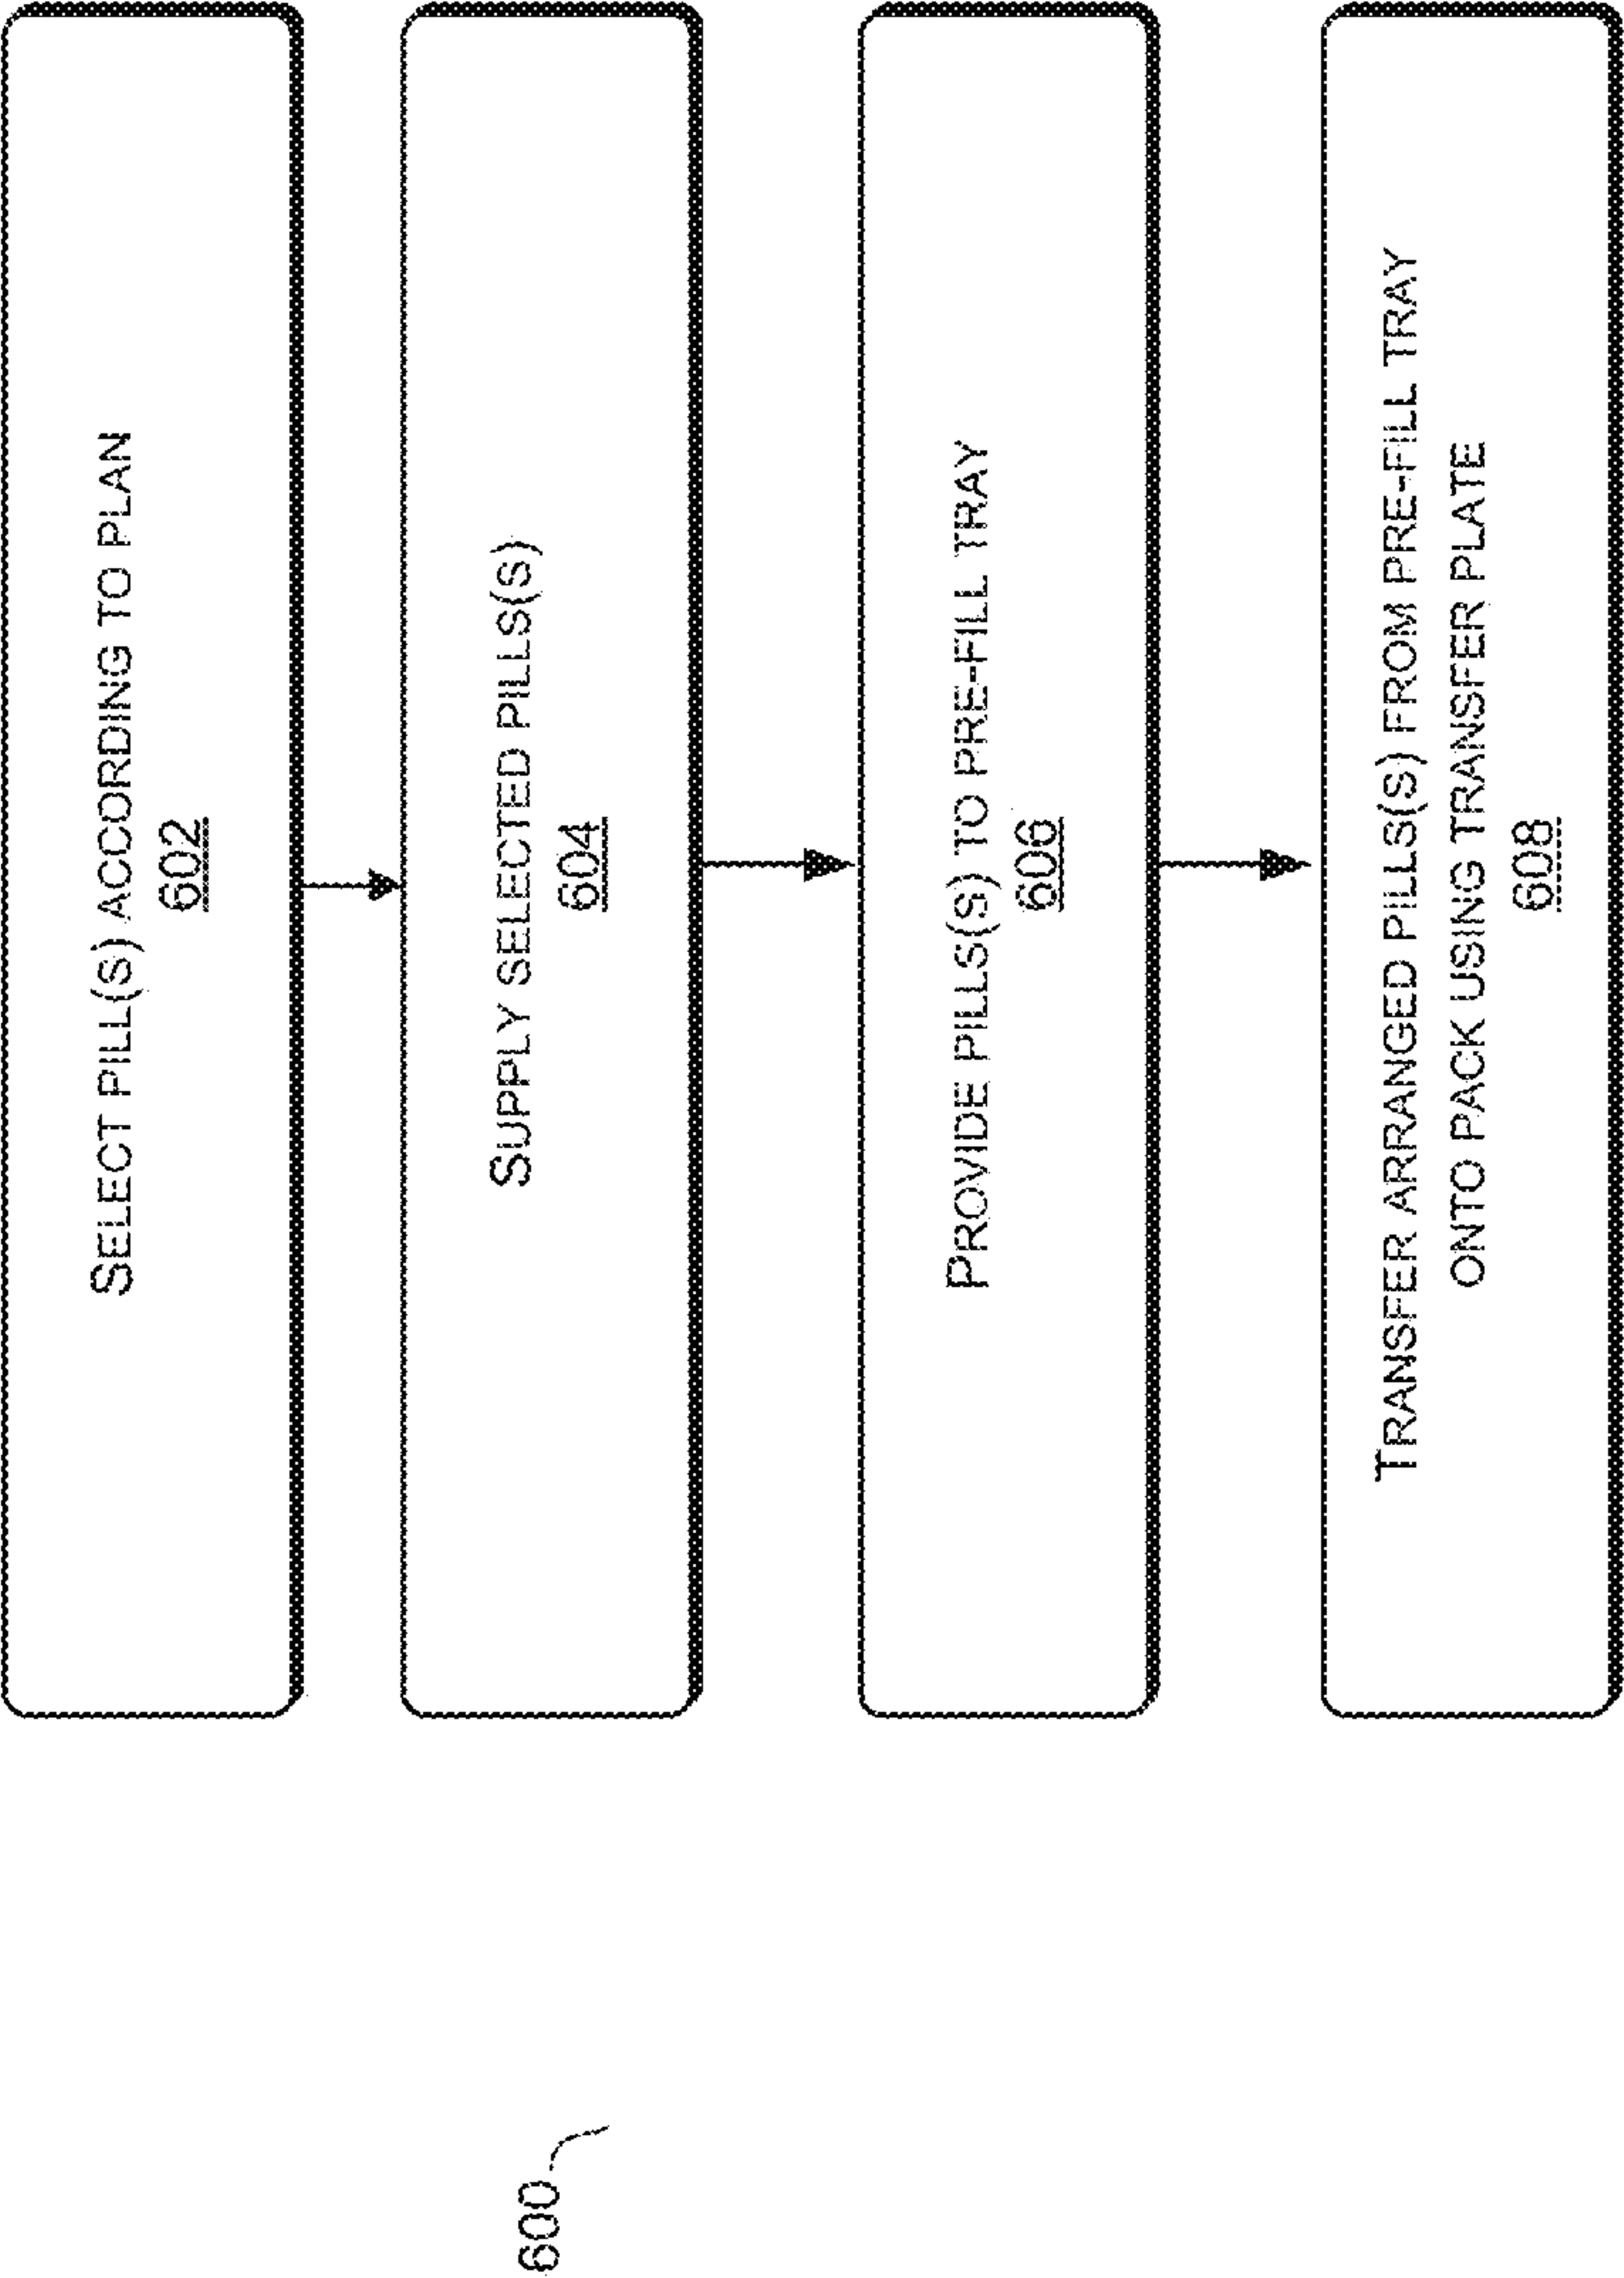 SELECT PILL(S) ACCORDING TO PLAN
602
SUPPLY SELECTED PILLS(S)
604
PROVIDE PILLS(S) TO PRE-FILL TRAY
606
TRANSFER ARRANGED PILLS(S) FROM PRE-FILL TRAY
ONTO PACK USING TRANSFER PLATE
608
600